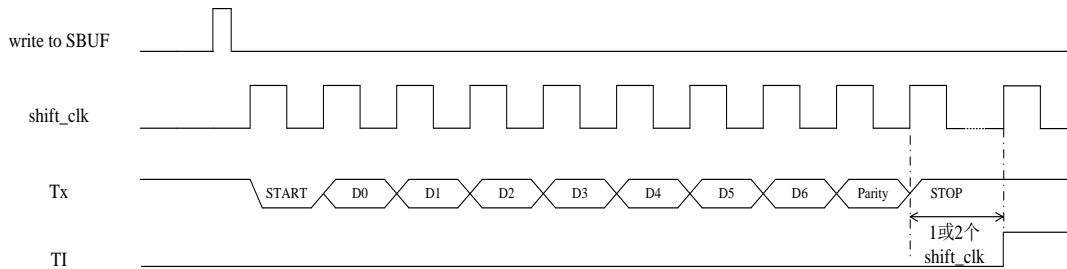 write to SBUF
shift_clk
Tx START D0 D1 D2 D3 D4 D5 D6 Parity STOP
1或2个
shift_clk
TI